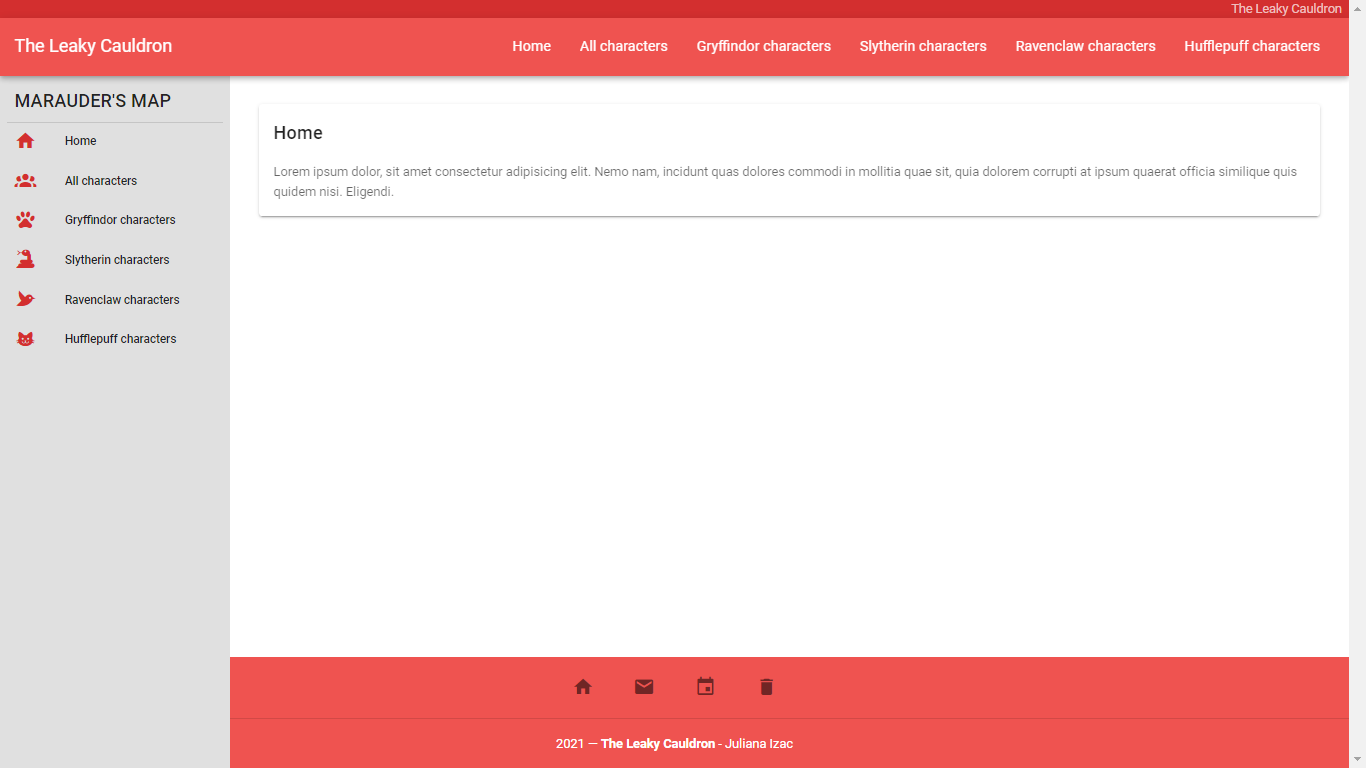 The Leaky Cauldron
The Leaky Cauldron
Home
All characters
Gryffindor characters
Slytherin characters
Ravenclaw characters
Hufflepuff characters
MARAUDER'S MAP
Home
All characters
Gryffindor characters
Slytherin characters
Ravenclaw characters
Hufflepuff characters
Home
Lorem ipsum dolor, sit amet consectetur adipisicing elit. Nemo nam, incidunt quas dolores commodi in mollitia quae sit, quia dolorem corrupti at ipsum quaerat officia similique quis
quidem nisi. Eligendi.
2021 — The Leaky Cauldron - Juliana Izac